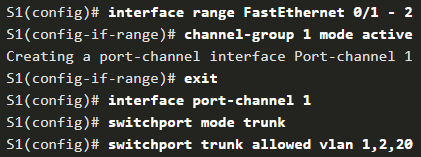 S1(config)# interface range FastEthernet 0/1 - 2
S1(config-if-range)# channel-group 1 mode active
Creating a port-channel interface Port-channel 1
S1(config-if-range)# exit
S1(config)# interface port-channel 1
S1(config)# switchport mode trunk
S1(config)# switchport trunk allowed vlan 1,2,20